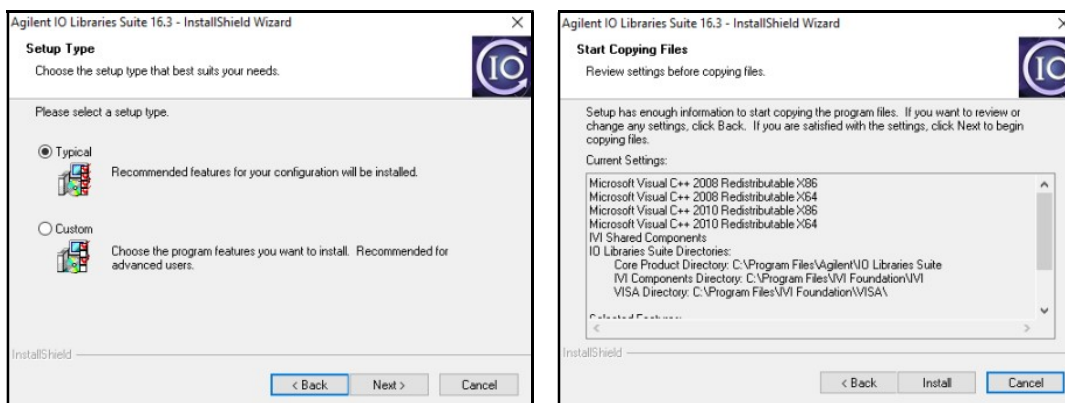 Agilent IO Libraries Suite 16.3 - InstallShield Wizard
Setup Type
Choose the setup type that best suits your needs.
IO
Please select a setup type.
Typical
Recommended features for your configuration will be installed.
Custom
Choose the program features you want to install. Recommended for
advanced users.
InstallShield
< Back
Next >
Cancel
Agilent IO Libraries Suite 16.3 - InstallShield Wizard
Start Copying Files
Review settings before copying files.
IO
Setup has enough information to start copying the program files. If you want to review or
change any settings, click Back. If you are satisfied with the settings, click Next to begin
copying files.
Current Settings:
Microsoft Visual C++ 2008 Redistributable X86
Microsoft Visual C++ 2008 Redistributable X64
Microsoft Visual C++ 2010 Redistributable X86
Microsoft Visual C++ 2010 Redistributable X64
IVI Shared Components
IO Libraries Suite Directories:
Core Product Directory: C:\Program Files\Agilent\IO Libraries Suite
IVI Components Directory: C:\Program Files\IVI Foundation\IVI
VISA Directory: C:\Program Files\IVI Foundation\VISA\
Selected Features:
InstallShield
< Back
Install
Cancel